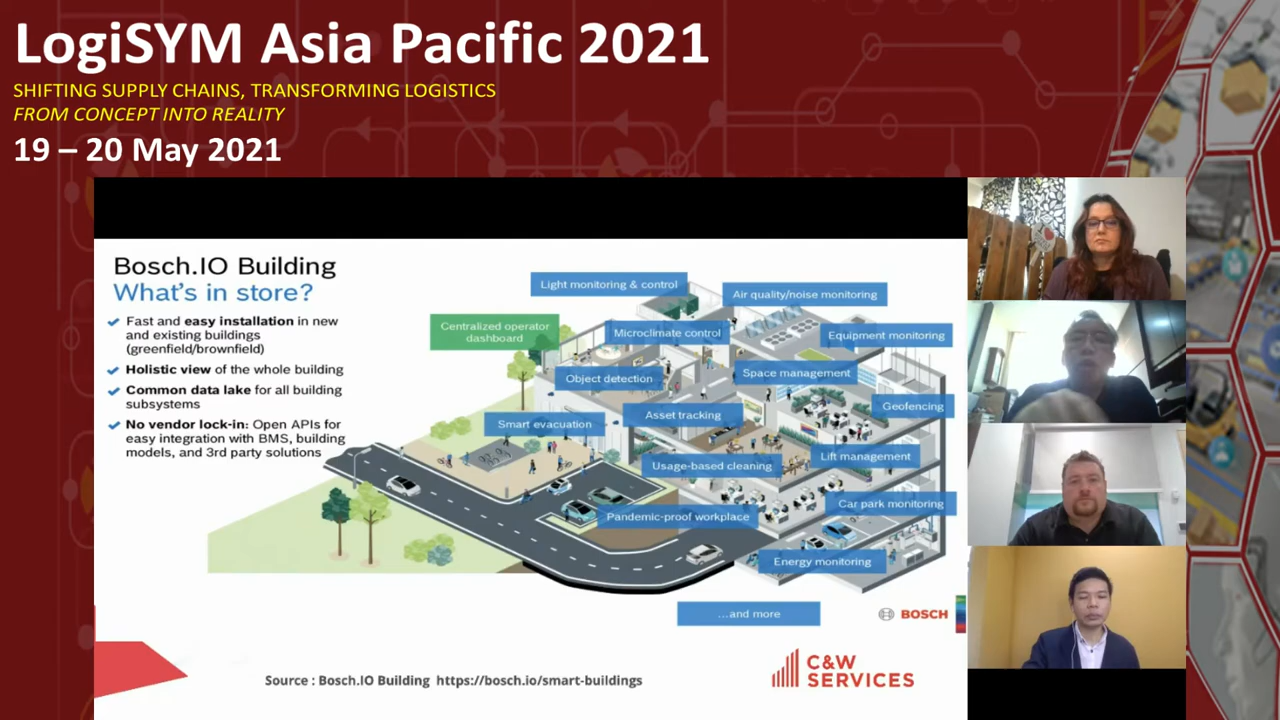 LogiSYM Asia Pacific 2021
SHIFTING SUPPLY CHAINS, TRANSFORMING LOGISTICS
FROM CONCEPT INTO REALITY
19 – 20 May 2021
Bosch.IO Building
What's in store?
Fast and easy installation in new
and existing buildings
(greenfield/brownfield)
Holistic view of the whole building
Common data lake for all building
subsystems
No vendor lock-in: Open APIs for
easy integration with BMS, building
models, and 3rd party solutions
Light monitoring & control
Air quality/noise monitoring
Centralized operator
dashboard
Microclimate control
Equipment monitoring
Object detection
Space management
Asset tracking
Geofencing
Smart evacuation
Usage-based cleaning
Lift management
Car park monitoring
Pandemic-proof workplace
Energy monitoring
...and more
BOSCH
Source : Bosch.IO Building https://bosch.io/smart-buildings
C&W
SERVICES